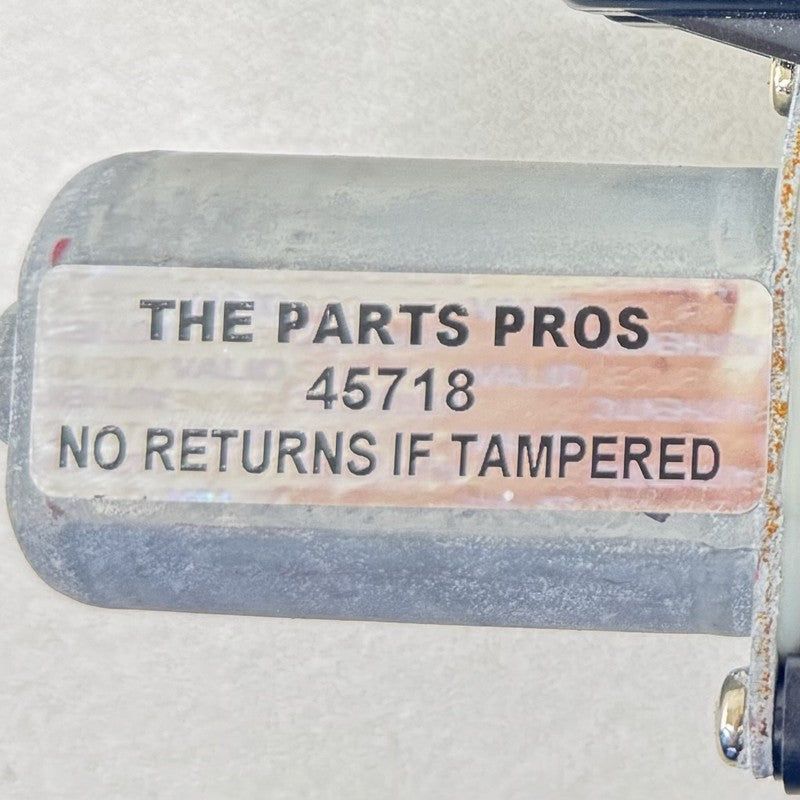 THE PARTS PROS
45718
NO RETURNS IF TAMPERED